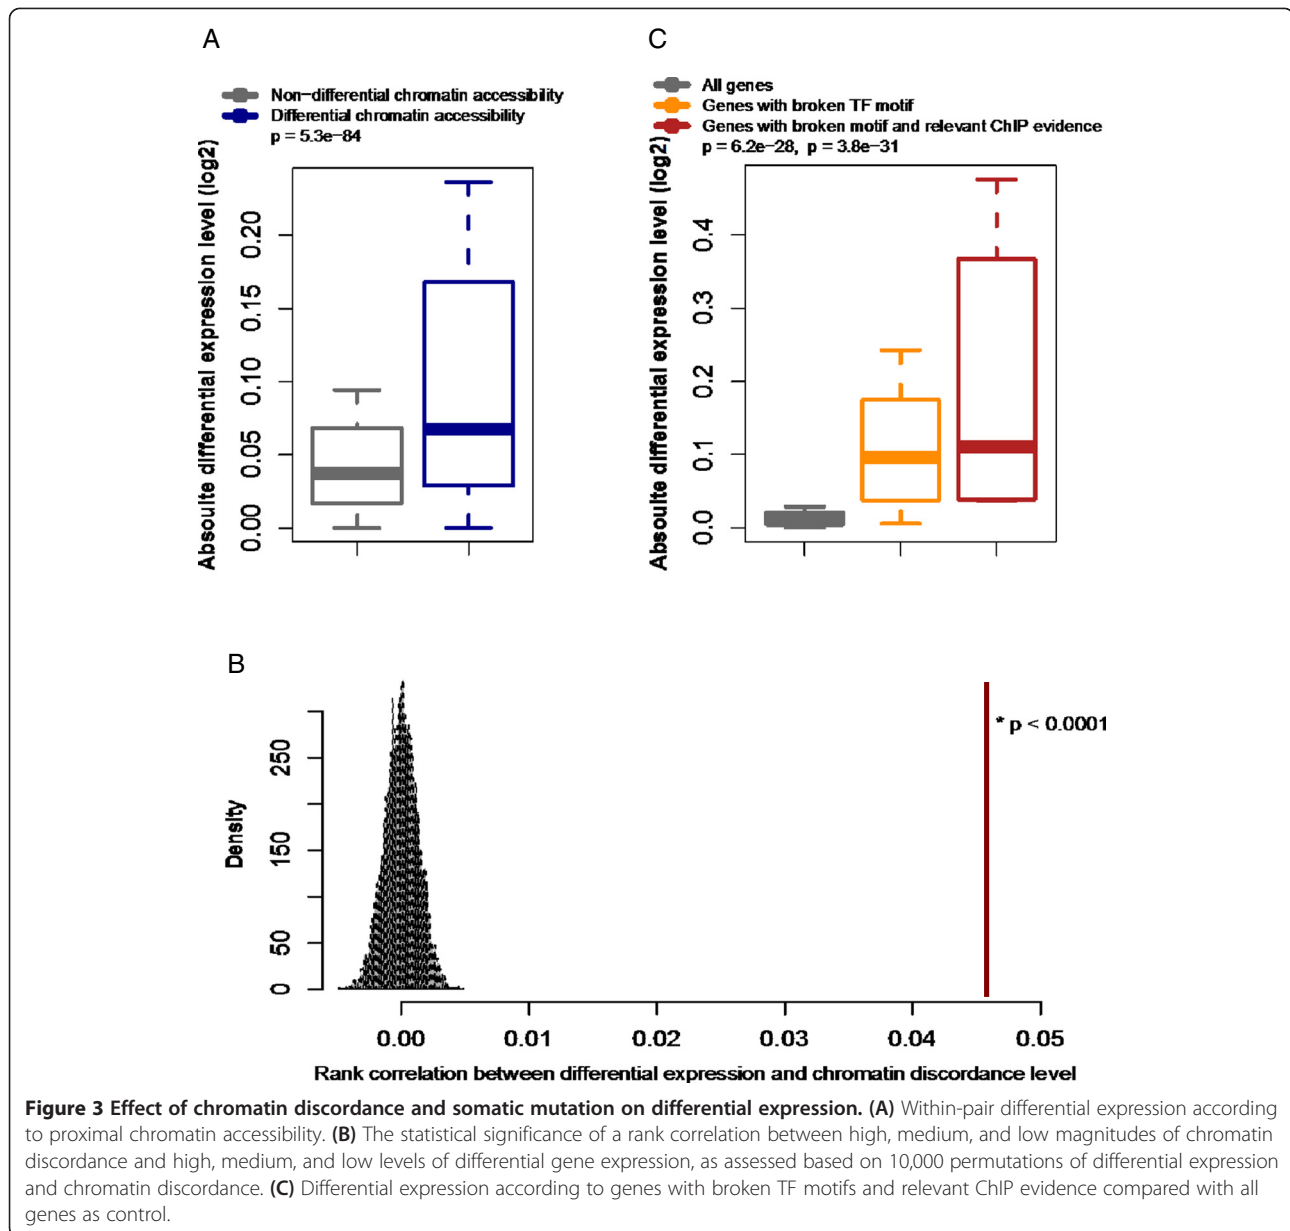 A
Non-differential chromatin accessibility
Differential chromatin accessibility
p = 5.3e-84
Absoulte differential expression level (log2)
0.00
0.05
0.10
0.15
0.20
C
All genes
Genes with broken TF motif
Genes with broken motif and relevant ChIP evidence
p = 6.2e-28, p = 3.8e-31
Absoulte differential expression level (log2)
0.0
0.1
0.2
0.3
0.4
B
Density
0
50
150
250
* p < 0.0001
0.00 0.01 0.02 0.03 0.04 0.05
Rank correlation between differential expression and chromatin discordance level
Figure 3 Effect of chromatin discordance and somatic mutation on differential expression. (A) Within-pair differential expression according
to proximal chromatin accessibility. (B) The statistical significance of a rank correlation between high, medium, and low magnitudes of chromatin
discordance and high, medium, and low levels of differential gene expression, as assessed based on 10,000 permutations of differential expression
and chromatin discordance. (C) Differential expression according to genes with broken TF motifs and relevant ChIP evidence compared with all
genes as control.